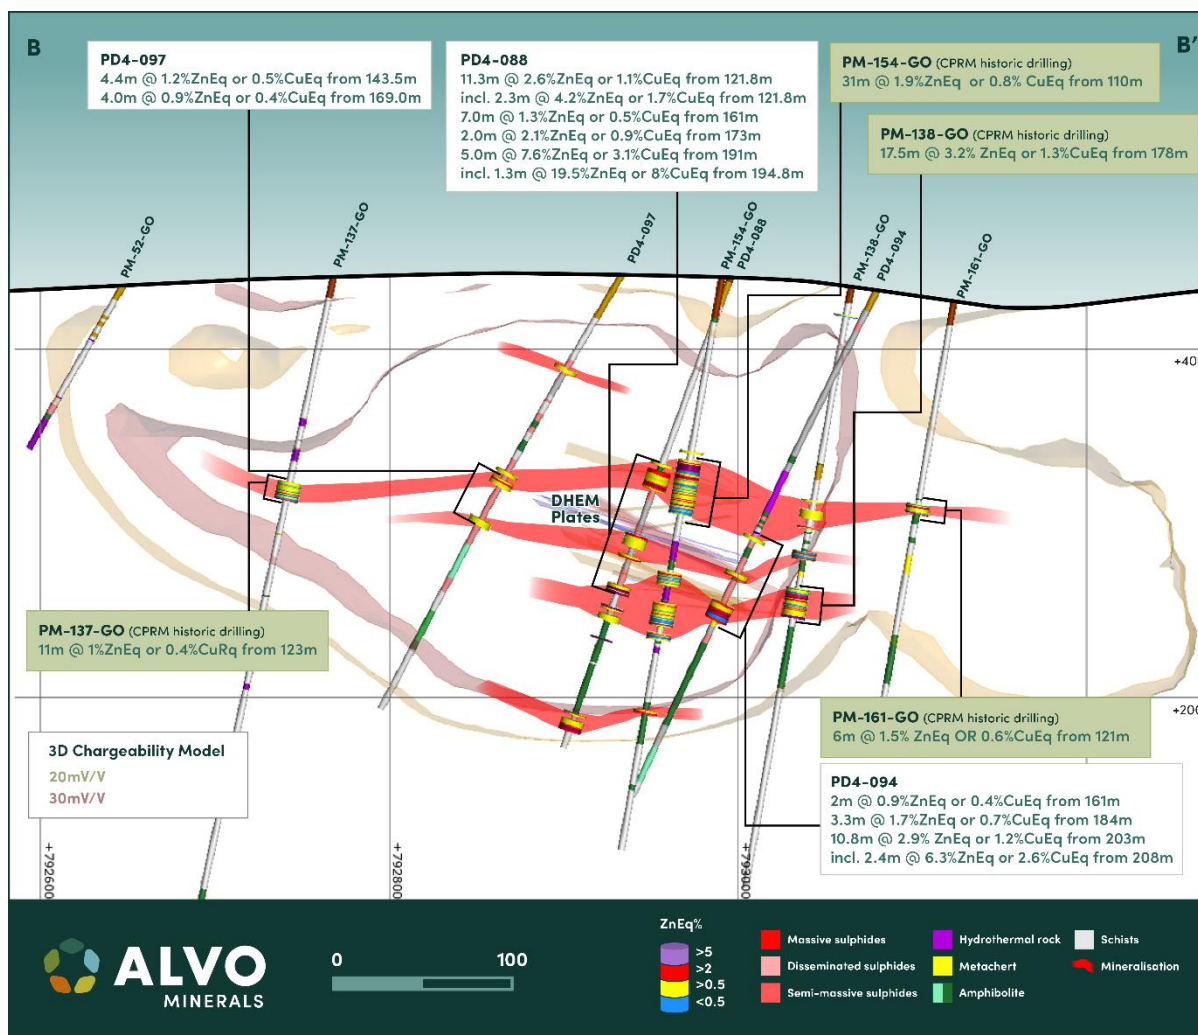 B
B'
PD4-097
4.4m @ 1.2%ZnEq or 0.5%CuEq from 143.5m
4.0m @ 0.9%ZnEq or 0.4%CuEq from 169.0m
PD4-088
11.3m @ 2.6%ZnEq or 1.1%CuEq from 121.8m
incl. 2.3m @ 4.2%ZnEq or 1.7%CuEq from 121.8m
7.0m @ 1.3%ZnEq or 0.5%CuEq from 161m
2.0m @ 2.1%ZnEq or 0.9%CuEq from 173m
5.0m @ 7.6%ZnEq or 3.1%CuEq from 191m
incl. 1.3m @ 19.5%ZnEq or 8%CuEq from 194.8m
PM-154-GO (CPRM historic drilling)
31m @ 1.9%ZnEq or 0.8% CuEq from 110m
PM-138-GO (CPRM historic drilling)
17.5m @ 3.2% ZnEq or 1.3%CuEq from 178m
PM-52-GO
PM-137-GO
PD4-097
PM-154-GO
PD4-088
PM-138-GO
PD4-094
PM-161-GO
+40
DHEM
Plates
PM-137-GO (CPRM historic drilling)
11m @ 1%ZnEq or 0.4%CuRq from 123m
+200
PM-161-GO (CPRM historic drilling)
6m @ 1.5% ZnEq OR 0.6%CuEq from 121m
3D Chargeability Model
20mV/V
30mV/V
PD4-094
2m @ 0.9%ZnEq or 0.4%CuEq from 161m
3.3m @ 1.7%ZnEq or 0.7%CuEq from 184m
10.8m @ 2.9% ZnEq or 1.2%CuEq from 203m
incl. 2.4m @ 6.3%ZnEq or 2.6%CuEq from 208m
+792600
+792800
+793000
ALVO
MINERALS
0 100
ZnEq%
>5
>2
>0.5
<0.5
Massive sulphides
Disseminated sulphides
Semi-massive sulphides
Hydrothermal rock
Metachert
Amphibolite
Schists
Mineralisation